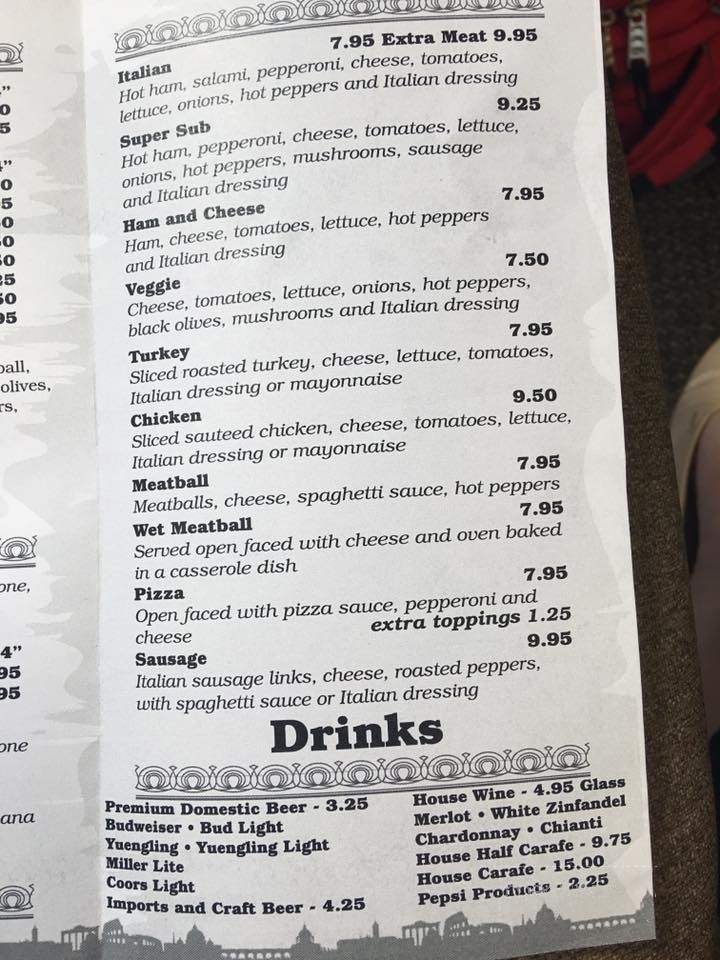 Italian 7.95 Extra Meat 9.95
Hot ham, salami, pepperoni, cheese, tomatoes,
lettuce, onions, hot peppers and Italian dressing
Super Sub 9.25
Hot ham, pepperoni, cheese, tomatoes, lettuce,
onions, hot peppers, mushrooms, sausage
and Italian dressing
Ham and Cheese 7.95
Ham, cheese, tomatoes, lettuce, hot peppers
and Italian dressing
Veggie 7.50
Cheese, tomatoes, lettuce, onions, hot peppers,
black olives, mushrooms and Italian dressing
Turkey 7.95
Sliced roasted turkey, cheese, lettuce, tomatoes,
Italian dressing or mayonnaise
Chicken 9.50
Sliced sauteed chicken, cheese, tomatoes, lettuce,
Italian dressing or mayonnaise
Meatball 7.95
Meatballs, cheese, spaghetti sauce, hot peppers
Wet Meatball 7.95
Served open faced with cheese and oven baked
in a casserole dish
Pizza 7.95
Open faced with pizza sauce, pepperoni and
cheese extra toppings 1.25
Sausage 9.95
Italian sausage links, cheese, roasted peppers,
with spaghetti sauce or Italian dressing
Drinks
Premium Domestic Beer - 3.25
Budweiser • Bud Light
Yuengling • Yuengling Light
Miller Lite
Coors Light
Imports and Craft Beer - 4.25
House Wine - 4.95 Glass
Merlot • White Zinfandel
Chardonnay • Chianti
House Half Carafe - 9.75
House Carafe - 15.00
Pepsi Products - 2.25